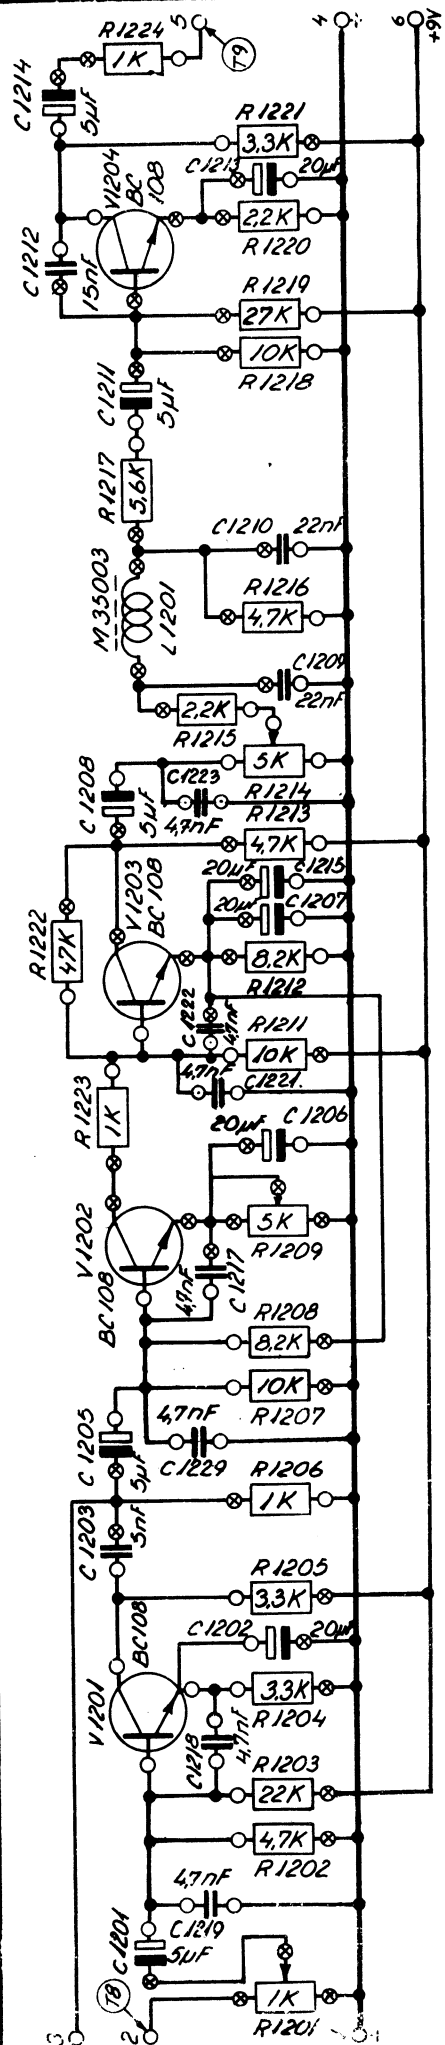 5
R1224
1K
T9
4
6
+9V
C1214
5µF
R1221
3,3K
C1213
20µF
V1204
BC
108
2,2K
R1220
C1212
15nF
R1219
27K
10K
R1218
C1211
5µF
R1217
5,6K
C1210
22nF
R1216
4,7K
M35003
L1201
C1209
22nF
2,2K
R1215
5K
R1214
C1208
5µF
C1223
4,7nF
R1213
4,7K
V1203
BC108
20µF
C1215
20µF
C1207
R1222
47K
8,2K
R1212
C1222
4,7nF
R1211
10K
4,7nF
C1221.
R1223
1K
20µF
C1206
V1202
BC108
5K
R1209
4,7nF
C1217
R1208
8,2K
10K
R1207
C1205
5µF
4,7nF
C1229
R1206
1K
C1203
5nF
R1205
3,3K
V1201
BC108
C1202
20µF
3,3K
R1204
C1218
4,7nF
R1203
22K
4,7K
R1202
4,7nF
C1219
C1201
5µF
T8
2
1K
R1201
3